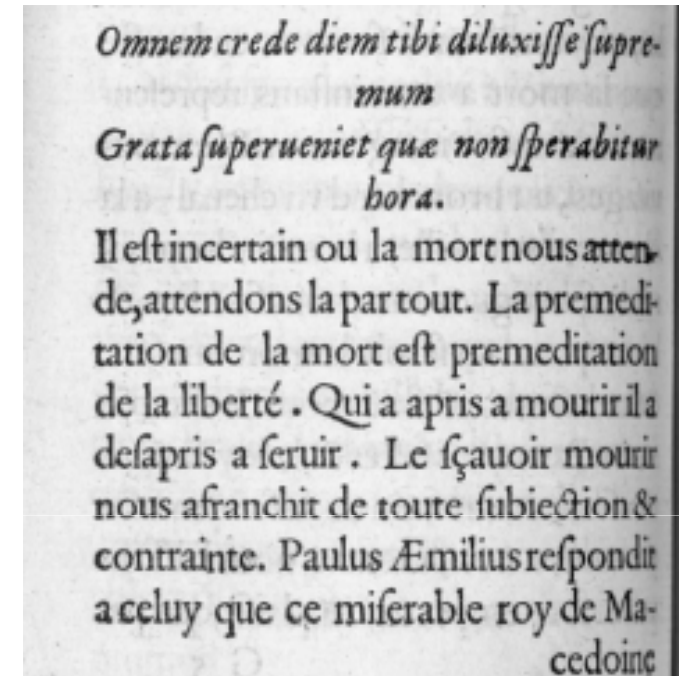 Omnem crede diem tibi diluxiſſe ſupre-
mum
Grata ſuperueniet quæ non ſperabitur
hora.
Il eſt incertain ou la mort nous atten-
de, attendons la par tout. La premedi-
tation de la mort eſt premeditation
de la liberté. Qui a apris a mourir il a
deſapris a ſeruir. Le ſçauoir mourir
nous afranchit de toute ſubiection &
contrainte. Paulus Æmilius reſpondit
a celuy que ce miſerable roy de Ma-
cedoine